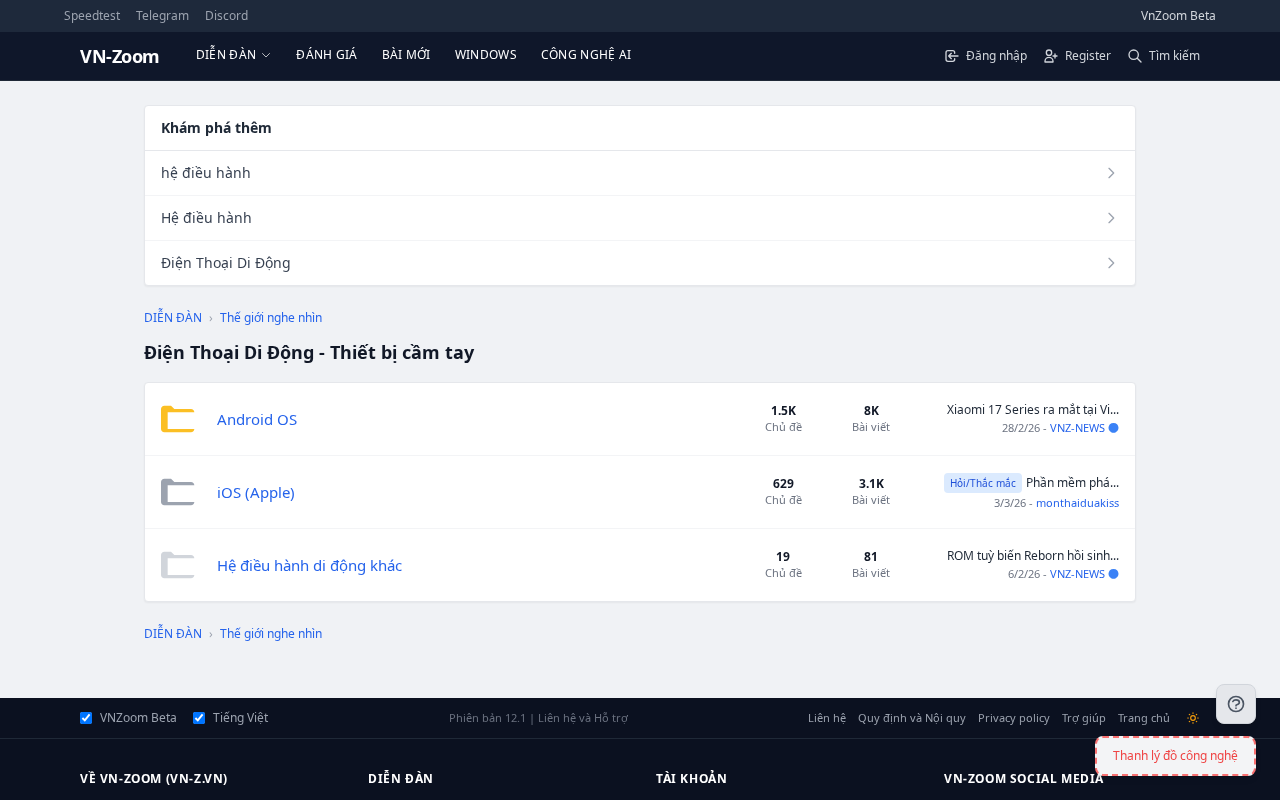 Speedtest Telegram Discord VnZoom Beta
VN-Zoom DIỄN ĐÀN ĐÁNH GIÁ BÀI MỚI WINDOWS CÔNG NGHỆ AI Đăng nhập Register Tìm kiếm
Khám phá thêm
hệ điều hành
Hệ điều hành
Điện Thoại Di Động
DIỄN ĐÀN › Thế giới nghe nhìn
Điện Thoại Di Động - Thiết bị cầm tay
Android OS
1.5K
Chủ đề
8K
Bài viết
Xiaomi 17 Series ra mắt tại Vi...
28/2/26 - VNZ-NEWS
iOS (Apple)
629
Chủ đề
3.1K
Bài viết
Hỏi/Thắc mắc Phần mềm phá...
3/3/26 - monthaiduakiss
Hệ điều hành di động khác
19
Chủ đề
81
Bài viết
ROM tuỳ biến Reborn hồi sinh...
6/2/26 - VNZ-NEWS
DIỄN ĐÀN › Thế giới nghe nhìn
VNZoom Beta Tiếng Việt Phiên bản 12.1 | Liên hệ và Hỗ trợ Liên hệ Quy định và Nội quy Privacy policy Trợ giúp Trang chủ
Thanh lý đồ công nghệ
VỀ VN-ZOOM (VN-Z.VN) DIỄN ĐÀN TÀI KHOẢN VN-ZOOM SOCIAL MEDIA